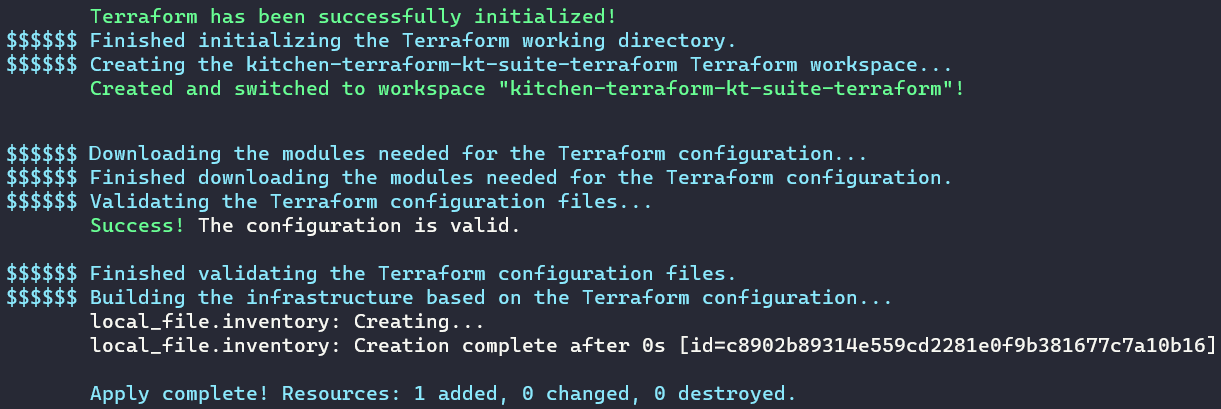 Terraform has been successfully initialized!
$$$$$$ Finished initializing the Terraform working directory.
$$$$$$ Creating the kitchen-terraform-kt-suite-terraform Terraform workspace...
Created and switched to workspace "kitchen-terraform-kt-suite-terraform"!
$$$$$$ Downloading the modules needed for the Terraform configuration...
$$$$$$ Finished downloading the modules needed for the Terraform configuration.
$$$$$$ Validating the Terraform configuration files...
Success! The configuration is valid.
$$$$$$ Finished validating the Terraform configuration files.
$$$$$$ Building the infrastructure based on the Terraform configuration...
local_file.inventory: Creating...
local_file.inventory: Creation complete after 0s [id=c8902b89314e559cd2281e0f9b381677c7a10b16]
Apply complete! Resources: 1 added, 0 changed, 0 destroyed.